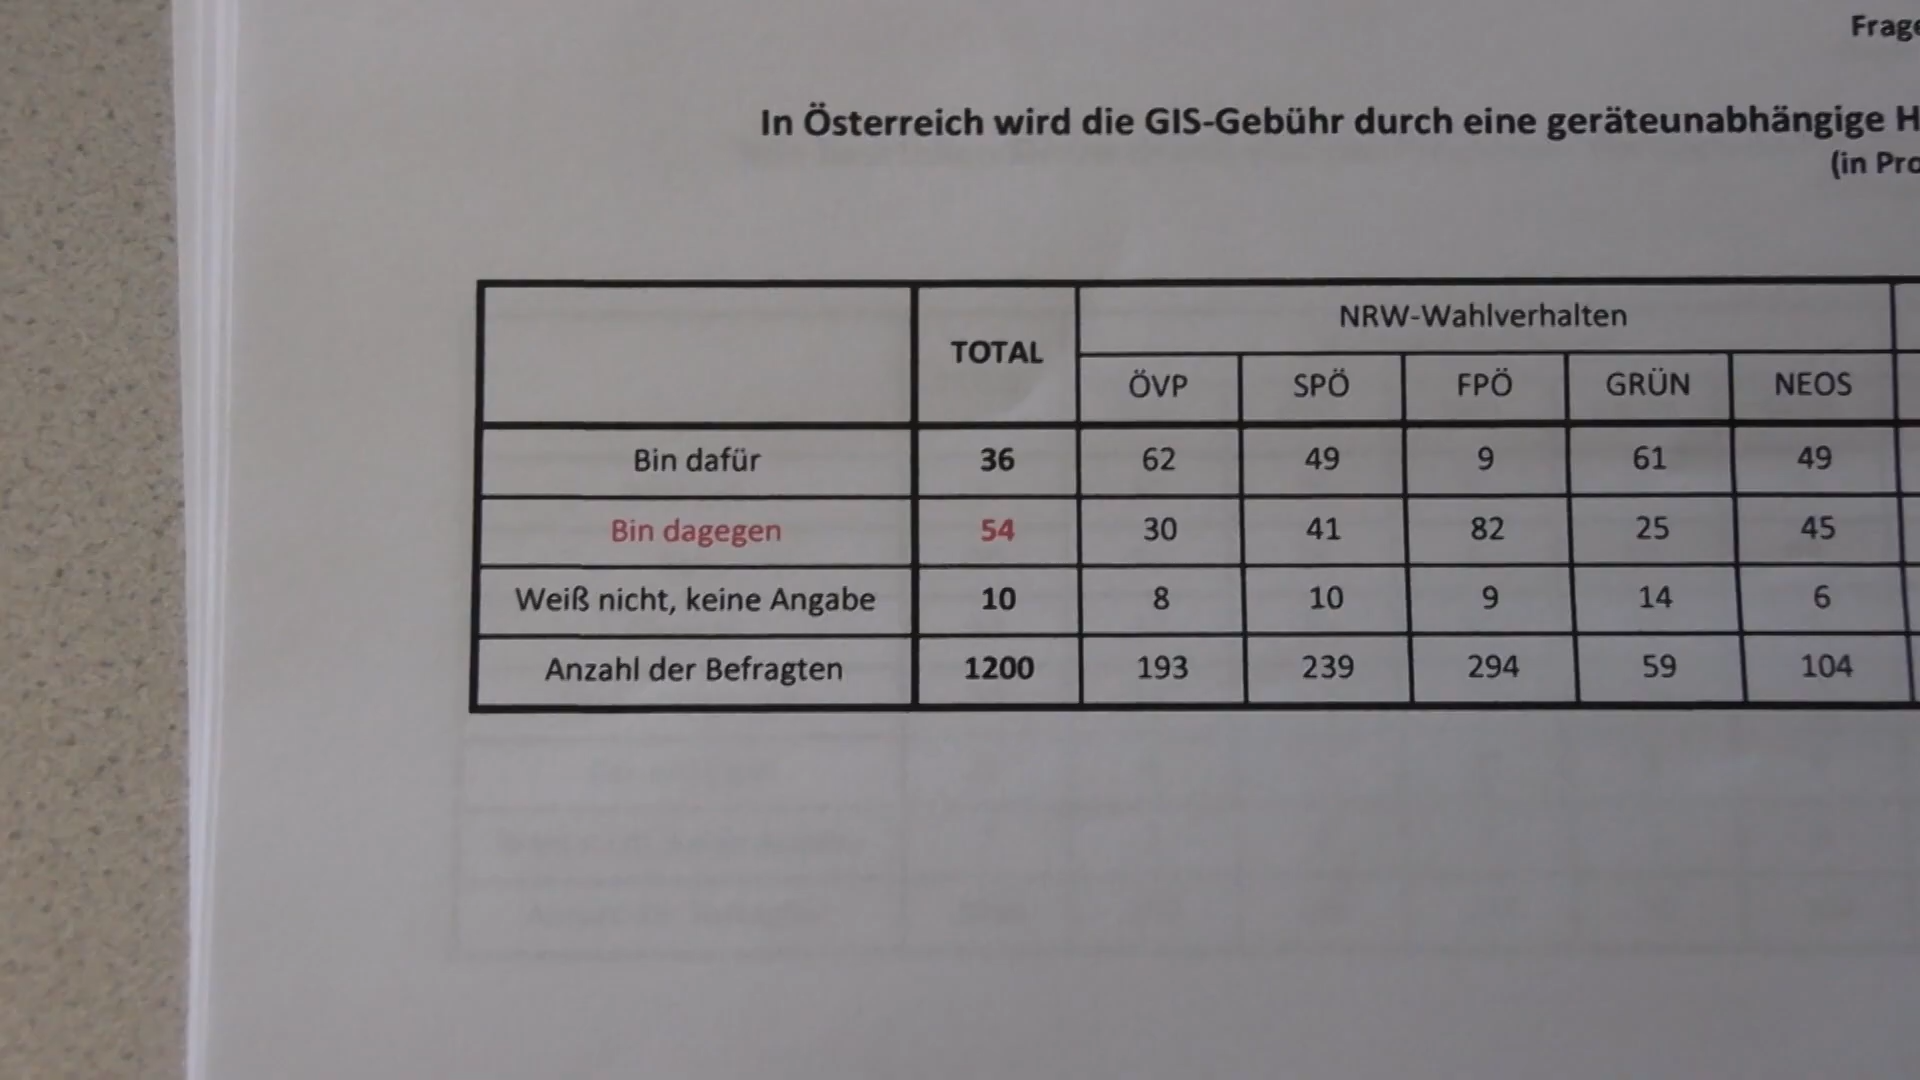 In Österreich wird die GIS-Gebühr durch eine geräteunabhängige
(in
TOTAL
NRW-Wahlverhalten
ÖVP SPÖ FPÖ GRÜN NEOS
Bin dafür 36 62 49 9 61 49
Bin dagegen 54 30 41 82 25 45
Weiß nicht, keine Angabe 10 8 10 9 14 6
Anzahl der Befragten 1200 193 239 294 59 104